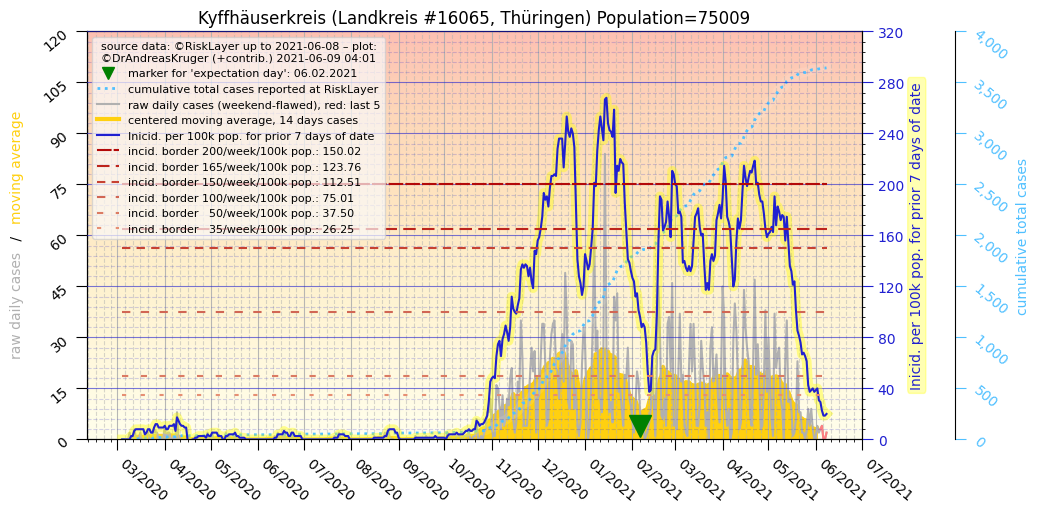 Kyffhäuserkreis (Landkreis #16065, Thüringen) Population=75009
source data: ©RiskLayer up to 2021-06-08 – plot:
©DrAndreasKruger (+contrib.) 2021-06-09 04:01
marker for 'expectation day': 06.02.2021
cumulative total cases reported at RiskLayer
raw daily cases (weekend-flawed), red: last 5
centered moving average, 14 days cases
Inicid. per 100k pop. for prior 7 days of date
incid. border 200/week/100k pop.: 150.02
incid. border 165/week/100k pop.: 123.76
incid. border 150/week/100k pop.: 112.51
incid. border 100/week/100k pop.: 75.01
incid. border   50/week/100k pop.: 37.50
incid. border   35/week/100k pop.: 26.25
raw daily cases   /   moving average
120
105
90
75
60
45
30
15
0
320
280
240
200
160
120
80
40
0
Inicid. per 100k pop. for prior 7 days of date
4,000
3,500
3,000
2,500
2,000
1,500
1,000
500
0
cumulative total cases
03/2020
04/2020
05/2020
06/2020
07/2020
08/2020
09/2020
10/2020
11/2020
12/2020
01/2021
02/2021
03/2021
04/2021
05/2021
06/2021
07/2021